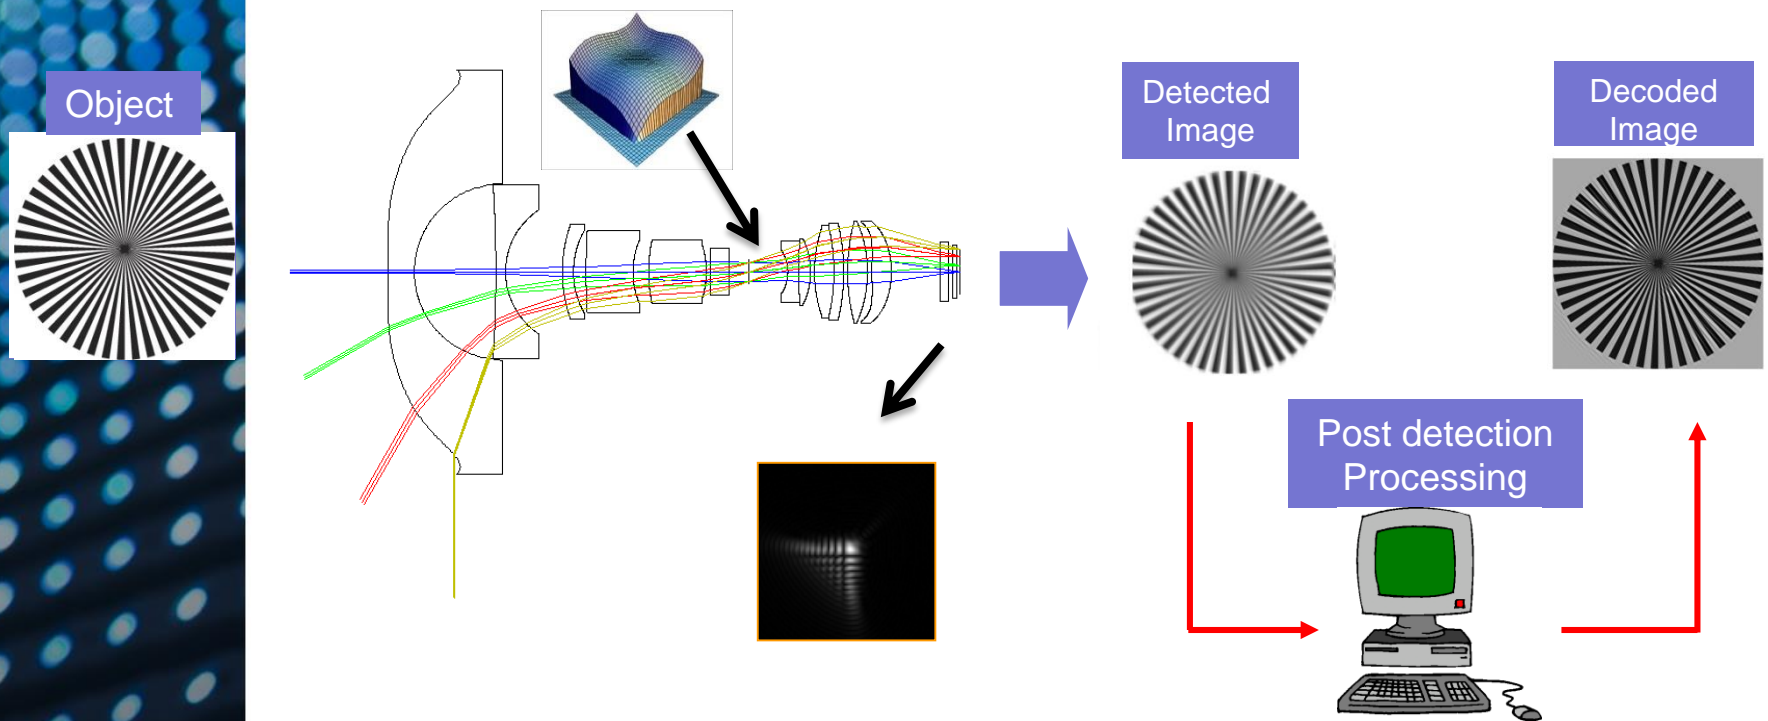 Object
Detected
Image
Decoded
Image
Post detection
Processing